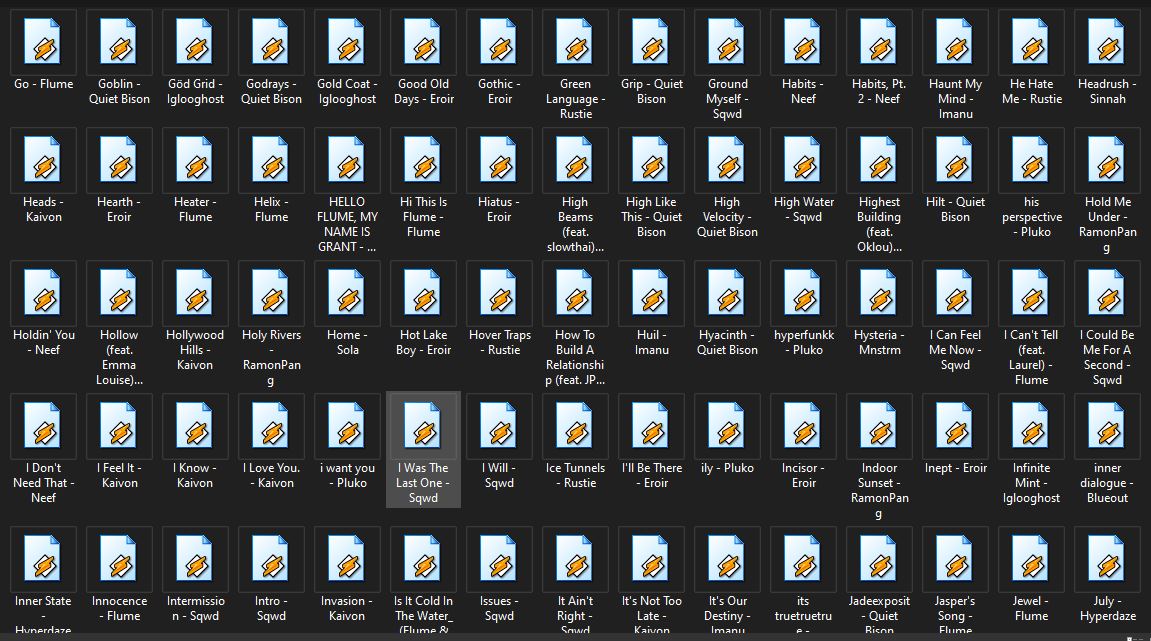 Go - Flume
Goblin -
Quiet Bison
Göd Grid -
Iglooghost
Godrays -
Quiet Bison
Gold Coat -
Iglooghost
Good Old
Days - Eroir
Gothic -
Eroir
Green
Language -
Rustie
Grip - Quiet
Bison
Ground
Myself -
Sqwd
Habits -
Neef
Habits, Pt.
2 - Neef
Haunt My
Mind -
Imanu
He Hate
Me - Rustie
Headrush -
Sinnah
Heads -
Kaivon
Hearth -
Eroir
Heater -
Flume
Helix -
Flume
HELLO
FLUME, MY
NAME IS
GRANT - ...
Hi This Is
Flume -
Flume
Hiatus -
Eroir
High
Beams
(feat.
slowthai)...
High Like
This - Quiet
Bison
High
Velocity -
Quiet Bison
High Water
- Sqwd
Highest
Building
(feat.
Oklou)...
Hilt - Quiet
Bison
his
perspective
- Pluko
Hold Me
Under -
RamonPan
g
Holdin' You
- Neef
Hollow
(feat.
Emma
Louise)...
Hollywood
Hills -
Kaivon
Holy Rivers
-
RamonPan
g
Home -
Sola
Hot Lake
Boy - Eroir
Hover Traps
- Rustie
How To
Build A
Relationshi
p (feat. JP...
Huil -
Imanu
Hyacinth -
Quiet Bison
hyperfunkk
- Pluko
Hysteria -
Mnstrm
I Can Feel
Me Now -
Sqwd
I Can't Tell
(feat.
Laurel) -
Flume
I Could Be
Me For A
Second -
Sqwd
I Don't
Need That -
Neef
I Feel It -
Kaivon
I Know -
Kaivon
I Love You.
- Kaivon
i want you
- Pluko
I Was The
Last One -
Sqwd
I Will -
Sqwd
Ice Tunnels
- Rustie
I'll Be There
- Eroir
ily - Pluko
Incisor -
Eroir
Indoor
Sunset -
RamonPan
g
Inept - Eroir
Infinite
Mint -
Iglooghost
inner
dialogue -
Blueout
Inner State
-
Hyperdaze
Innocence
- Flume
Intermissio
n - Sqwd
Intro -
Sqwd
Invasion -
Kaivon
Is It Cold In
The Water_
(Flume &
Issues -
Sqwd
It Ain't
Right -
Sqwd
It's Not Too
Late -
Kaivon
It's Our
Destiny -
Imanu
its
truetruetru
e -
Jadeexposit
- Quiet
Bison
Jasper's
Song -
Flume
Jewel -
Flume
July -
Hyperdaze